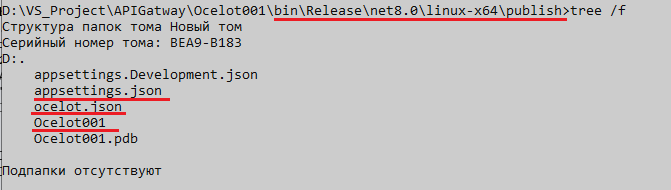 D:\VS_Project\APIGatway\Ocelot001\bin\Release\net8.0\linux-x64\publish>tree /f
Структура папок тома Новый том
Серийный номер тома: BEA9-B183
D:.
appsettings.Development.json
appsettings.json
ocelot.json
Ocelot001
Ocelot001.pdb
Подпапки отсутствуют